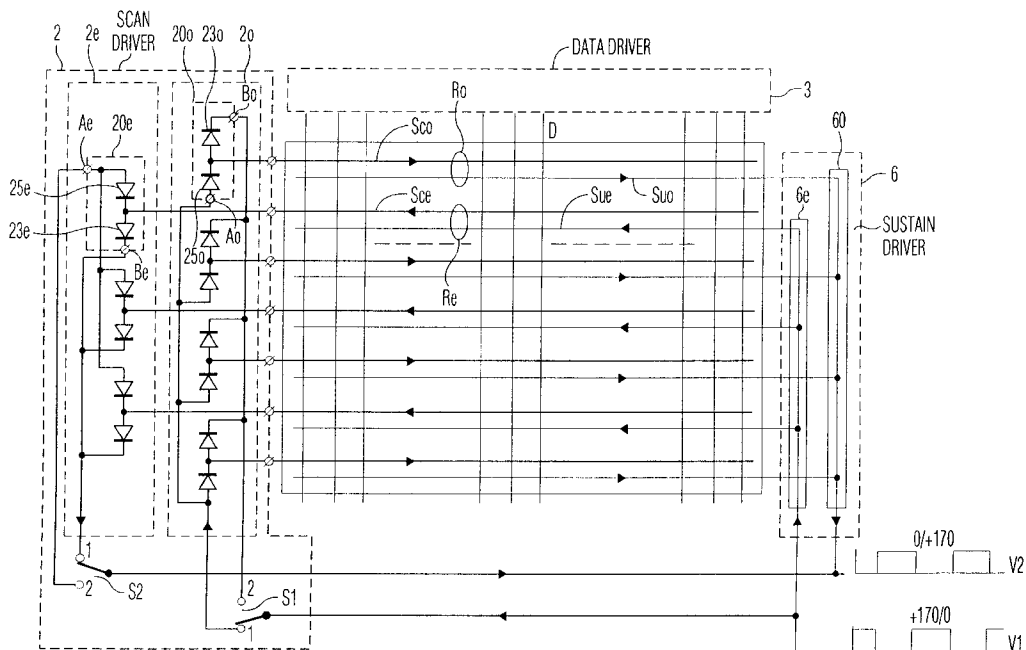 SCAN
DRIVER
2
2e
20o
23o
2o
DATA DRIVER
3
Bo
Ro
D
60
Sco
6
Ae
20e
6e
25e
Sce
Sue
Suo
SUSTAIN
DRIVER
23e
25o
Ao
Be
Re
0/+170
V2
1
2
S2
2
S1
1
+170/0
V1